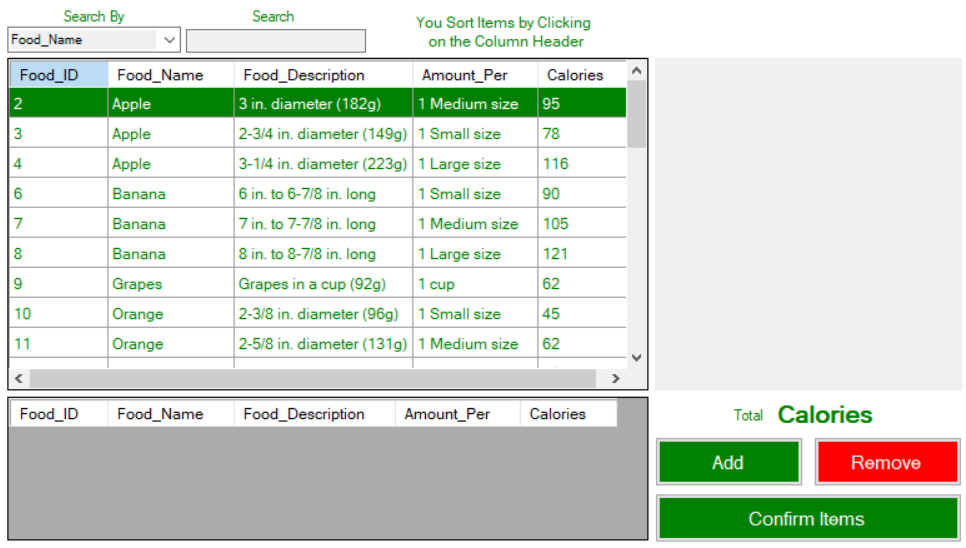 Search By
Search
You Sort Items by Clicking
on the Column Header
Food_Name
Food_ID Food_Name Food_Description Amount_Per Calories
2 Apple 3 in. diameter (182g) 1 Medium size 95
3 Apple 2-3/4 in. diameter (149g) 1 Small size 78
4 Apple 3-1/4 in. diameter (223g) 1 Large size 116
6 Banana 6 in. to 6-7/8 in. long 1 Small size 90
7 Banana 7 in. to 7-7/8 in. long 1 Medium size 105
8 Banana 8 in. to 8-7/8 in. long 1 Large size 121
9 Grapes Grapes in a cup (92g) 1 cup 62
10 Orange 2-3/8 in. diameter (96g) 1 Small size 45
11 Orange 2-5/8 in. diameter (131g) 1 Medium size 62
Food_ID Food_Name Food_Description Amount_Per Calories
Total Calories
Add
Remove
Confirm Items